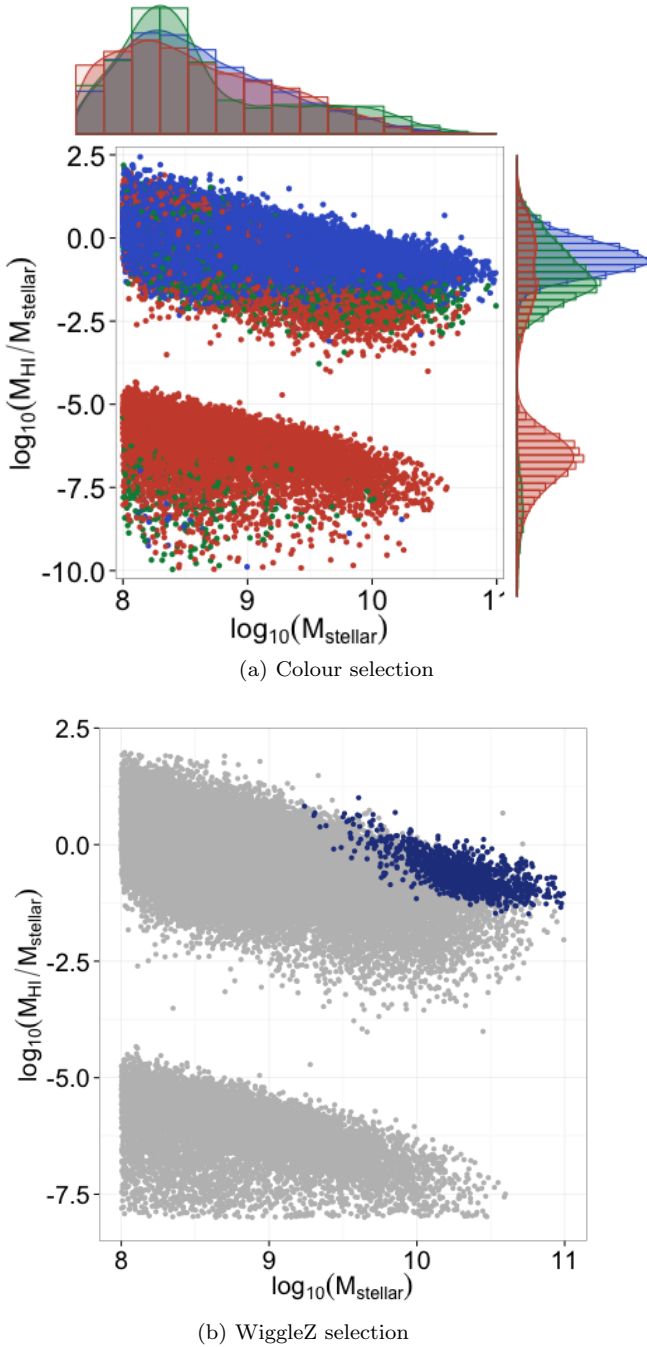 2.5
0.0
-2.5
-5.0
-7.5
-10.0
log10(MHI/Mstellar)
8 9 10 11
log10(Mstellar)
(a) Colour selection
2.5
0.0
-2.5
-5.0
-7.5
log10(MHI/Mstellar)
8 9 10 11
log10(Mstellar)
(b) WiggleZ selection